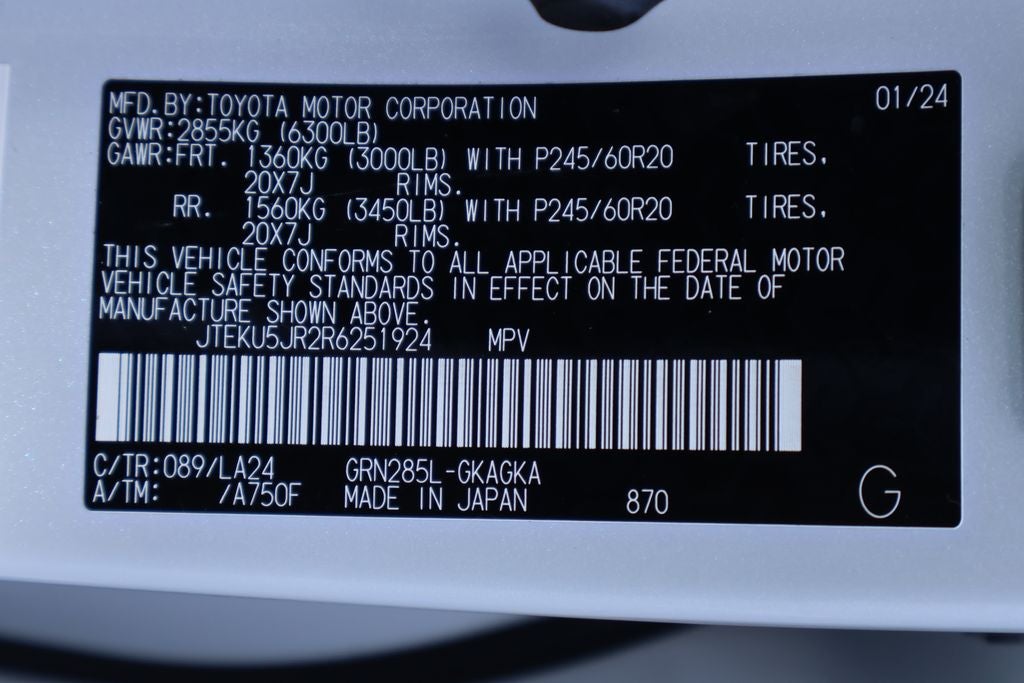 MFD.BY:TOYOTA MOTOR CORPORATION 01/24
GVWR:2855KG (6300LB)
GAWR:FRT. 1360KG (3000LB) WITH P245/60R20 TIRES,
20X7J RIMS.
RR. 1560KG (3450LB) WITH P245/60R20 TIRES,
20X7J RIMS.
THIS VEHICLE CONFORMS TO ALL APPLICABLE FEDERAL MOTOR
VEHICLE SAFETY STANDARDS IN EFFECT ON THE DATE OF
MANUFACTURE SHOWN ABOVE.
JTEKU5JR2R6251924 MPV
C/TR:089/LA24 GRN285L-GKAGKA
A/TM: /A750F MADE IN JAPAN 870 G